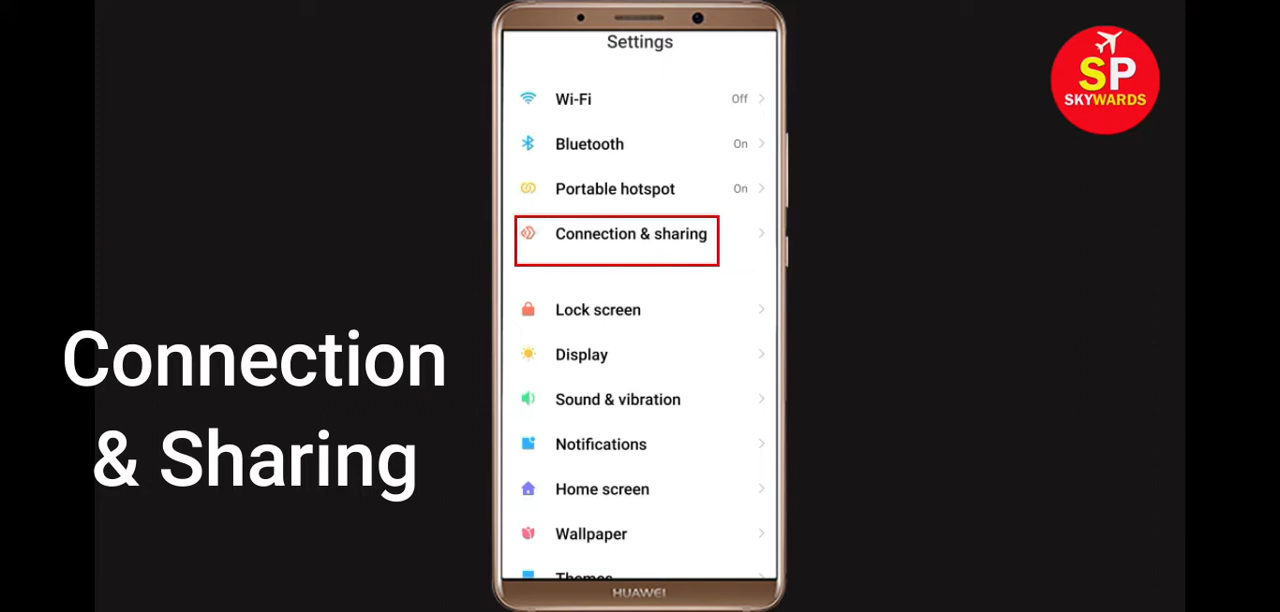 Settings
Wi-Fi Off
Bluetooth On
Portable hotspot On
Connection & sharing
Lock screen
Display
Sound & vibration
Notifications
Home screen
Wallpaper
Themes
HUAWEI
Connection
& Sharing
SP
SKYWARDS